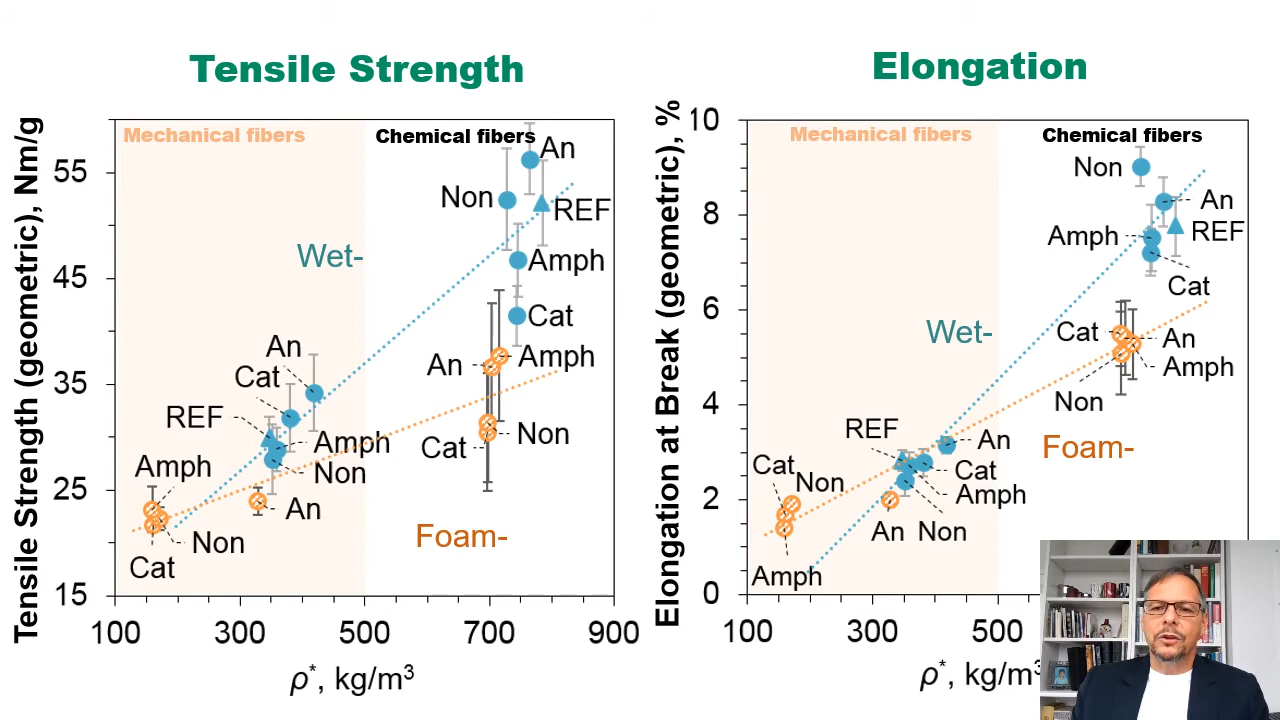 Tensile Strength
Tensile Strength (geometric), Nm/g
Mechanical fibers
Chemical fibers
55
45
35
25
15
100
300
500
700
900
ρ*, kg/m³
An
Non
REF
Wet-
Amph
Cat
An
Amph
An
Cat
REF
Amph
Non
Cat
Non
Amph
An
Non
Cat
Foam-
Elongation
Elongation at Break (geometric), %
Mechanical fibers
Chemical fibers
10
8
6
4
2
0
100
300
500
ρ*, kg/m³
Non
An
REF
Amph
Cat
Wet-
Cat
An
Amph
Non
REF
An
Foam-
Cat
Non
Cat
Amph
An
Non
Amph